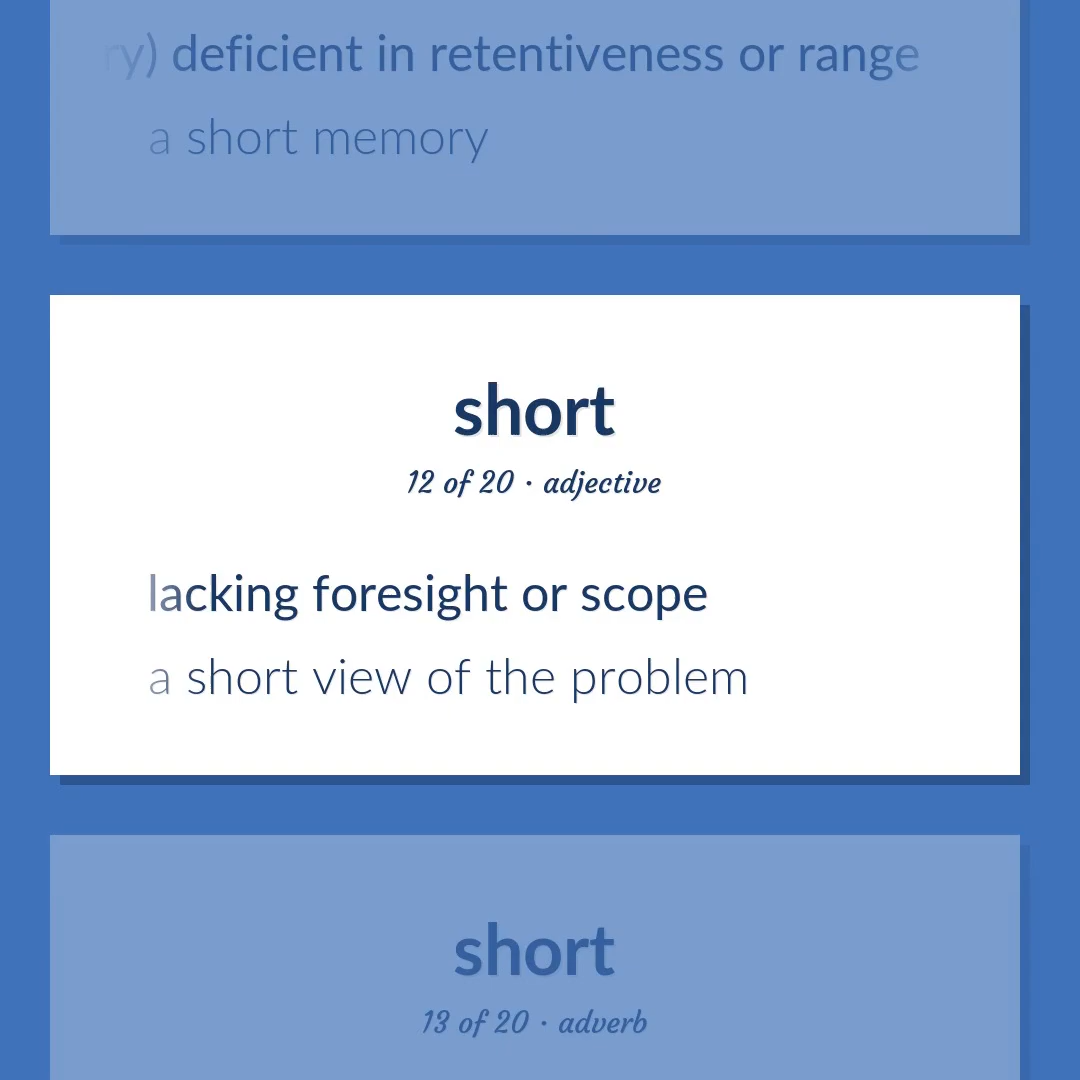 ry) deficient in retentiveness or range
a short memory
short
12 of 20 · adjective
lacking foresight or scope
a short view of the problem
short
13 of 20 · adverb